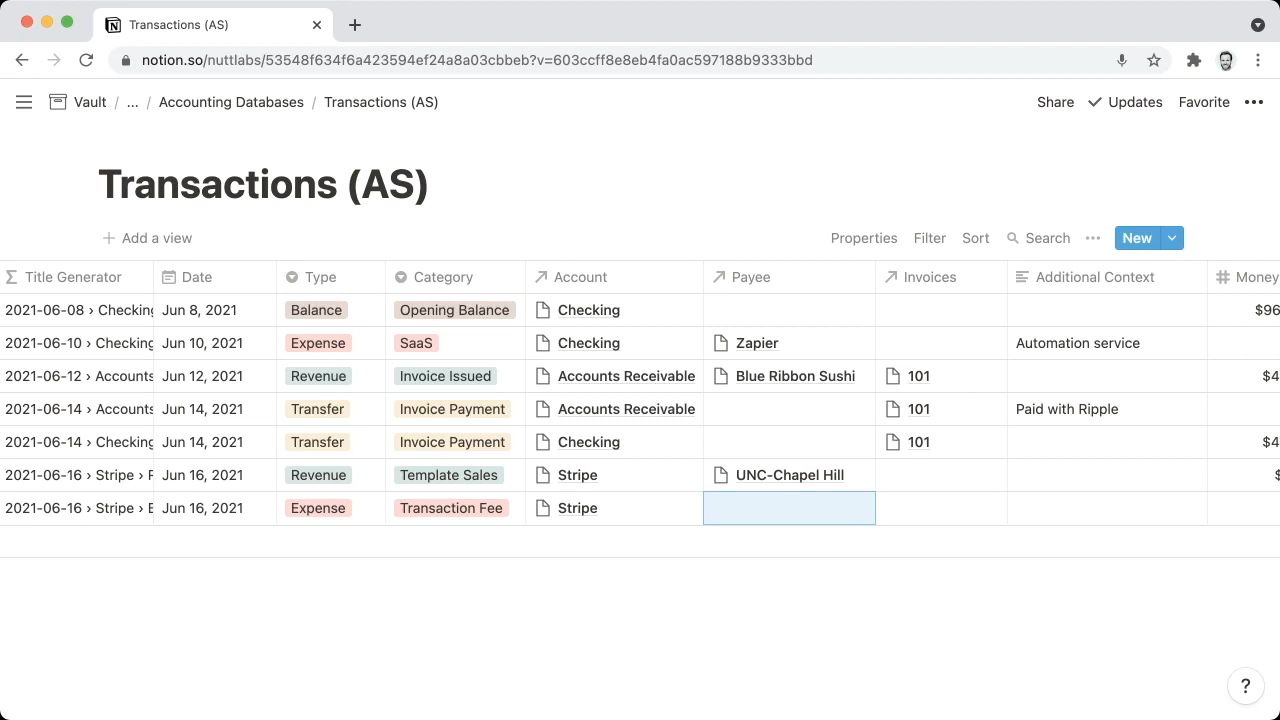 Transactions (AS)
notion.so/nuttlabs/53548f634f6a423594ef24a8a03cbbeb?v=603ccff8e8eb4fa0ac597188b9333bbd
Vault / ... / Accounting Databases / Transactions (AS) Share Updates Favorite
Transactions (AS)
Add a view Properties Filter Sort Search New
Title Generator Date Type Category Account Payee Invoices Additional Context Money
2021-06-08 › Checking Jun 8, 2021 Balance Opening Balance Checking $96
2021-06-10 › Checking Jun 10, 2021 Expense SaaS Checking Zapier Automation service
2021-06-12 › Accounts Jun 12, 2021 Revenue Invoice Issued Accounts Receivable Blue Ribbon Sushi 101 $4
2021-06-14 › Accounts Jun 14, 2021 Transfer Invoice Payment Accounts Receivable 101 Paid with Ripple
2021-06-14 › Checking Jun 14, 2021 Transfer Invoice Payment Checking 101 $4
2021-06-16 › Stripe › Jun 16, 2021 Revenue Template Sales Stripe UNC-Chapel Hill $
2021-06-16 › Stripe › Jun 16, 2021 Expense Transaction Fee Stripe
?